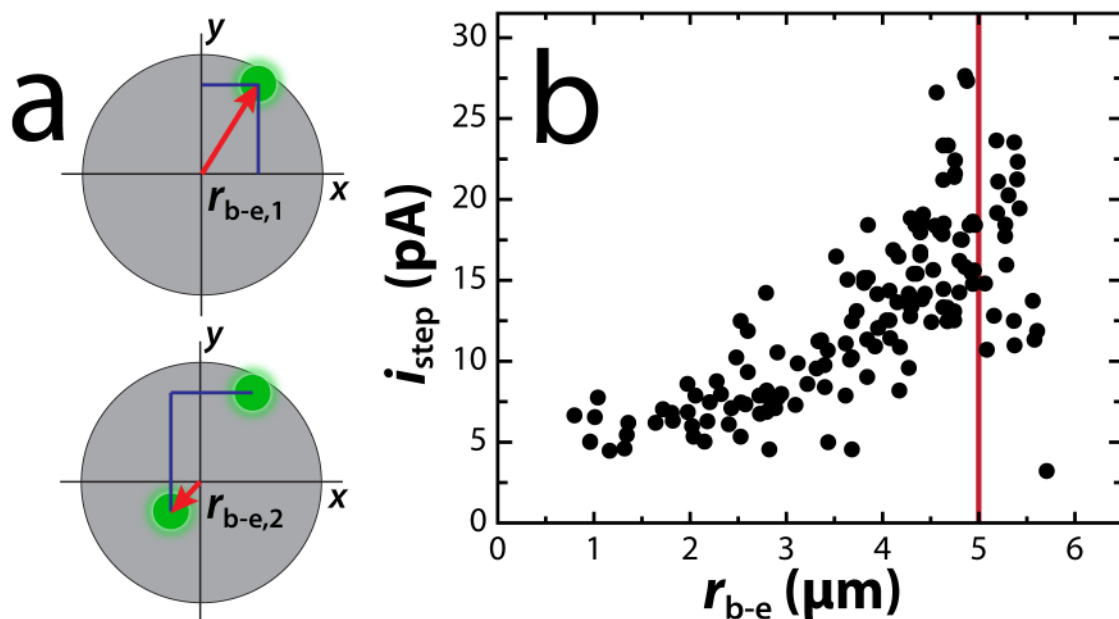 a
y
x
r b-e,1
y
x
r b-e,2
b
i step (pA)
30
25
20
15
10
5
0
0 1 2 3 4 5 6
r b-e (μm)